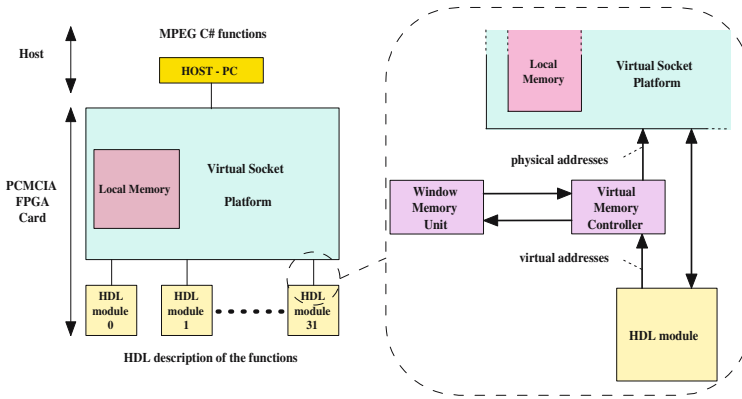 MPEG C# functions
Host
HOST - PC
PCMCIA
FPGA
Card
Local Memory
Virtual Socket
Platform
HDL
module
0
HDL
module
1
HDL
module
31
HDL description of the functions
Local
Memory
Virtual Socket
Platform
physical addresses
Window
Memory
Unit
Virtual
Memory
Controller
virtual addresses
HDL module